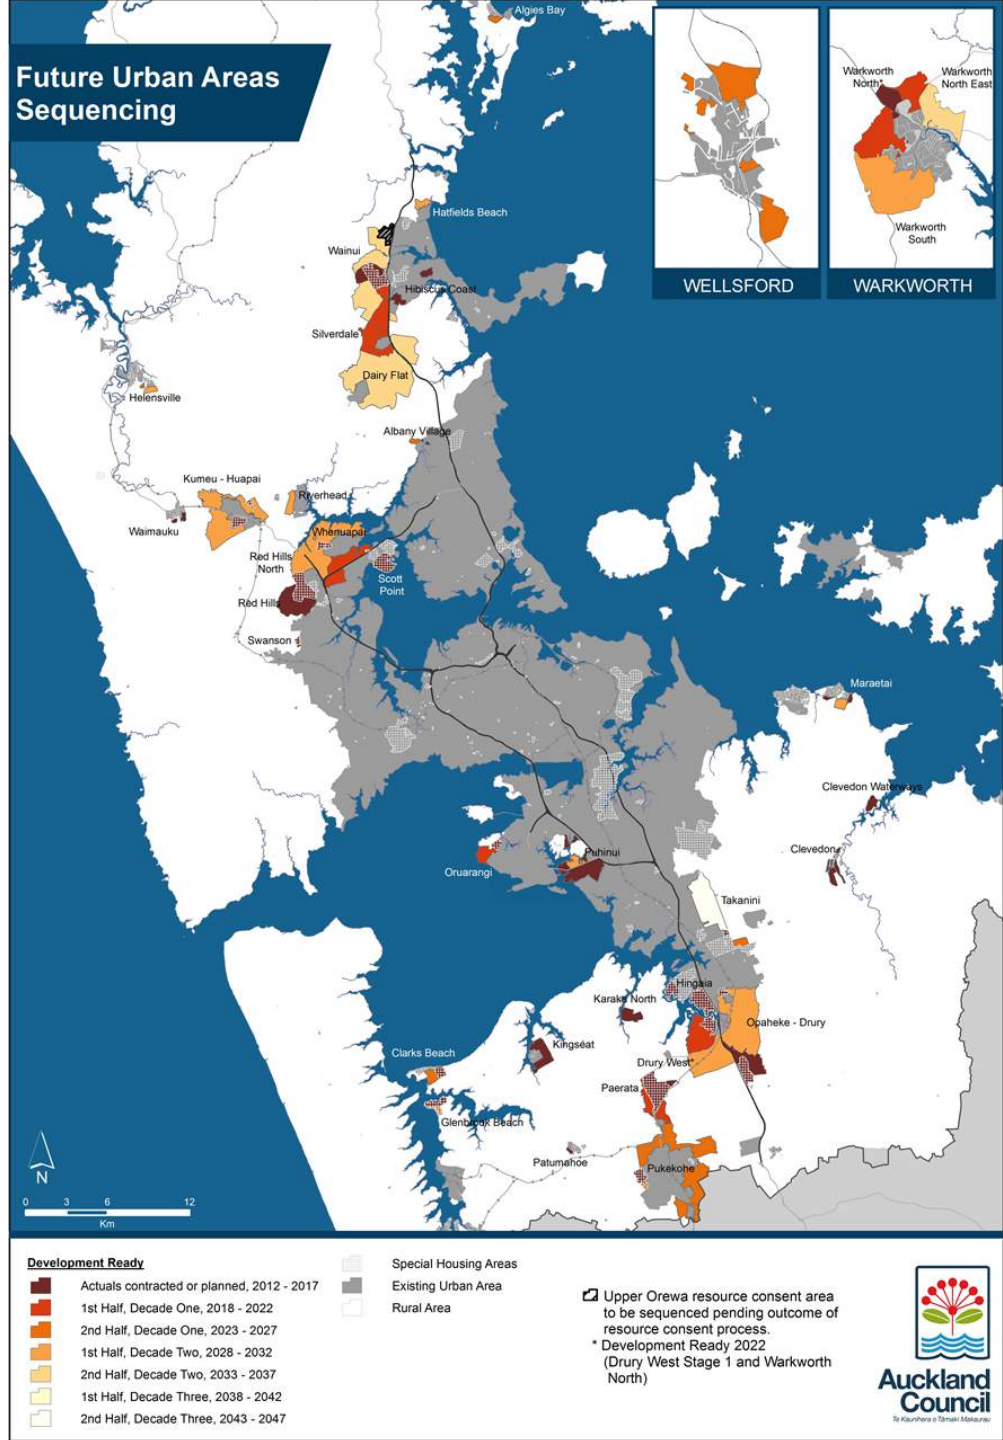 Future Urban Areas
Sequencing
Algies Bay
Warkworth
North*
Warkworth
North East
Warkworth
South
WELLSFORD
WARKWORTH
Hatfields Beach
Wainui
Hibiscus Coast
Silverdale
Dairy Flat
Helensville
Albany Village
Kumeu - Huapai
Riverhead
Waimauku
Whenuapai
Red Hills
North
Scott
Point
Red Hills
Swanson
Maraetai
Clevedon Waterways
Clevedon
Puhinui
Oruarangi
Takanini
Hingaia
Karaka North
Opaheke - Drury
Kingseat
Clarks Beach
Drury West*
Paerata
Glenbrook Beach
Patumahoe
Pukekohe
N
0 3 6 12
Km
Development Ready
Actuals contracted or planned, 2012 - 2017
1st Half, Decade One, 2018 - 2022
2nd Half, Decade One, 2023 - 2027
1st Half, Decade Two, 2028 - 2032
2nd Half, Decade Two, 2033 - 2037
1st Half, Decade Three, 2038 - 2042
2nd Half, Decade Three, 2043 - 2047
Special Housing Areas
Existing Urban Area
Rural Area
Upper Orewa resource consent area
to be sequenced pending outcome of
resource consent process.
* Development Ready 2022
(Drury West Stage 1 and Warkworth
North)
Auckland
Council
Te Kaunihera o Tāmaki Makaurau